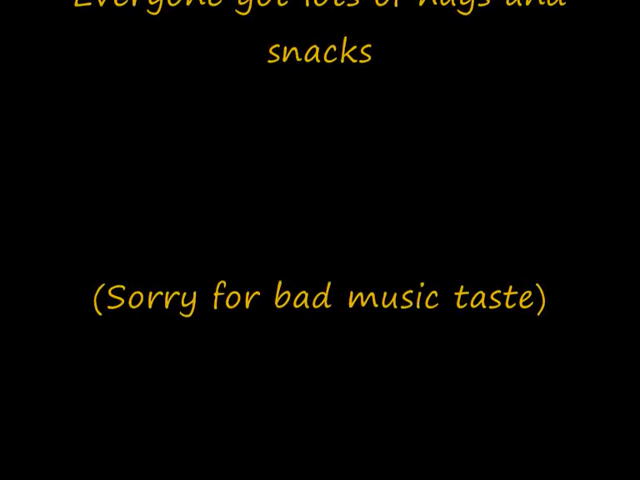 Everyone got lots of hugs and
snacks
(Sorry for bad music taste)